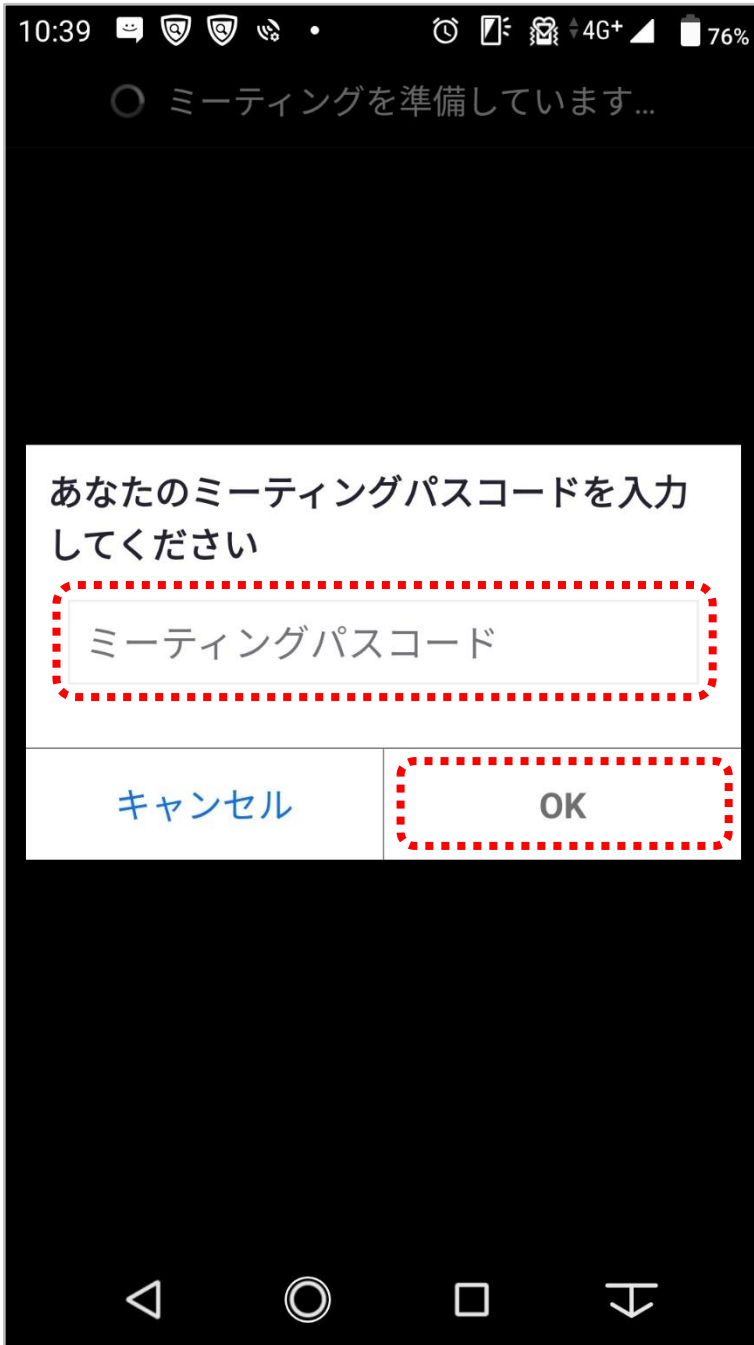 10:39 4G+ 76%
ミーティングを準備しています...
あなたのミーティングパスコードを入力
してください
ミーティングパスコード
キャンセル OK